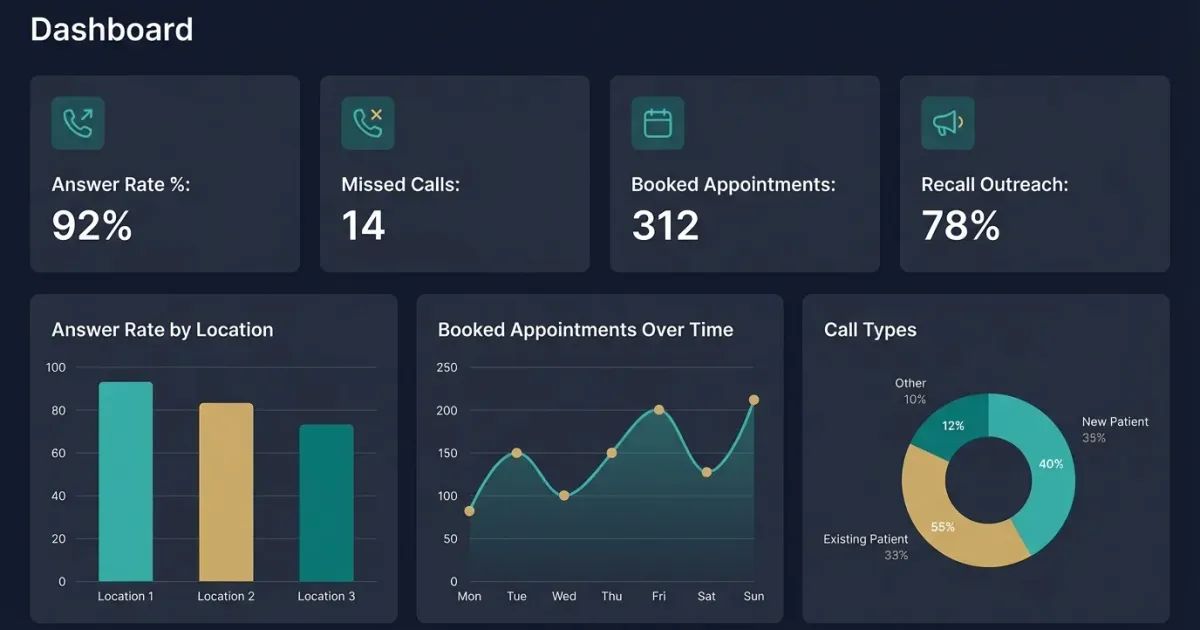 Dashboard
Answer Rate %:
92%
Missed Calls:
14
Booked Appointments:
312
Recall Outreach:
78%
Answer Rate by Location
100
80
60
40
20
0
Location 1
Location 2
Location 3
Booked Appointments Over Time
250
200
150
100
50
0
Mon
Tue
Wed
Thu
Fri
Sat
Sun
Call Types
Other
10%
12%
New Patient
35%
40%
55%
Existing Patient
33%